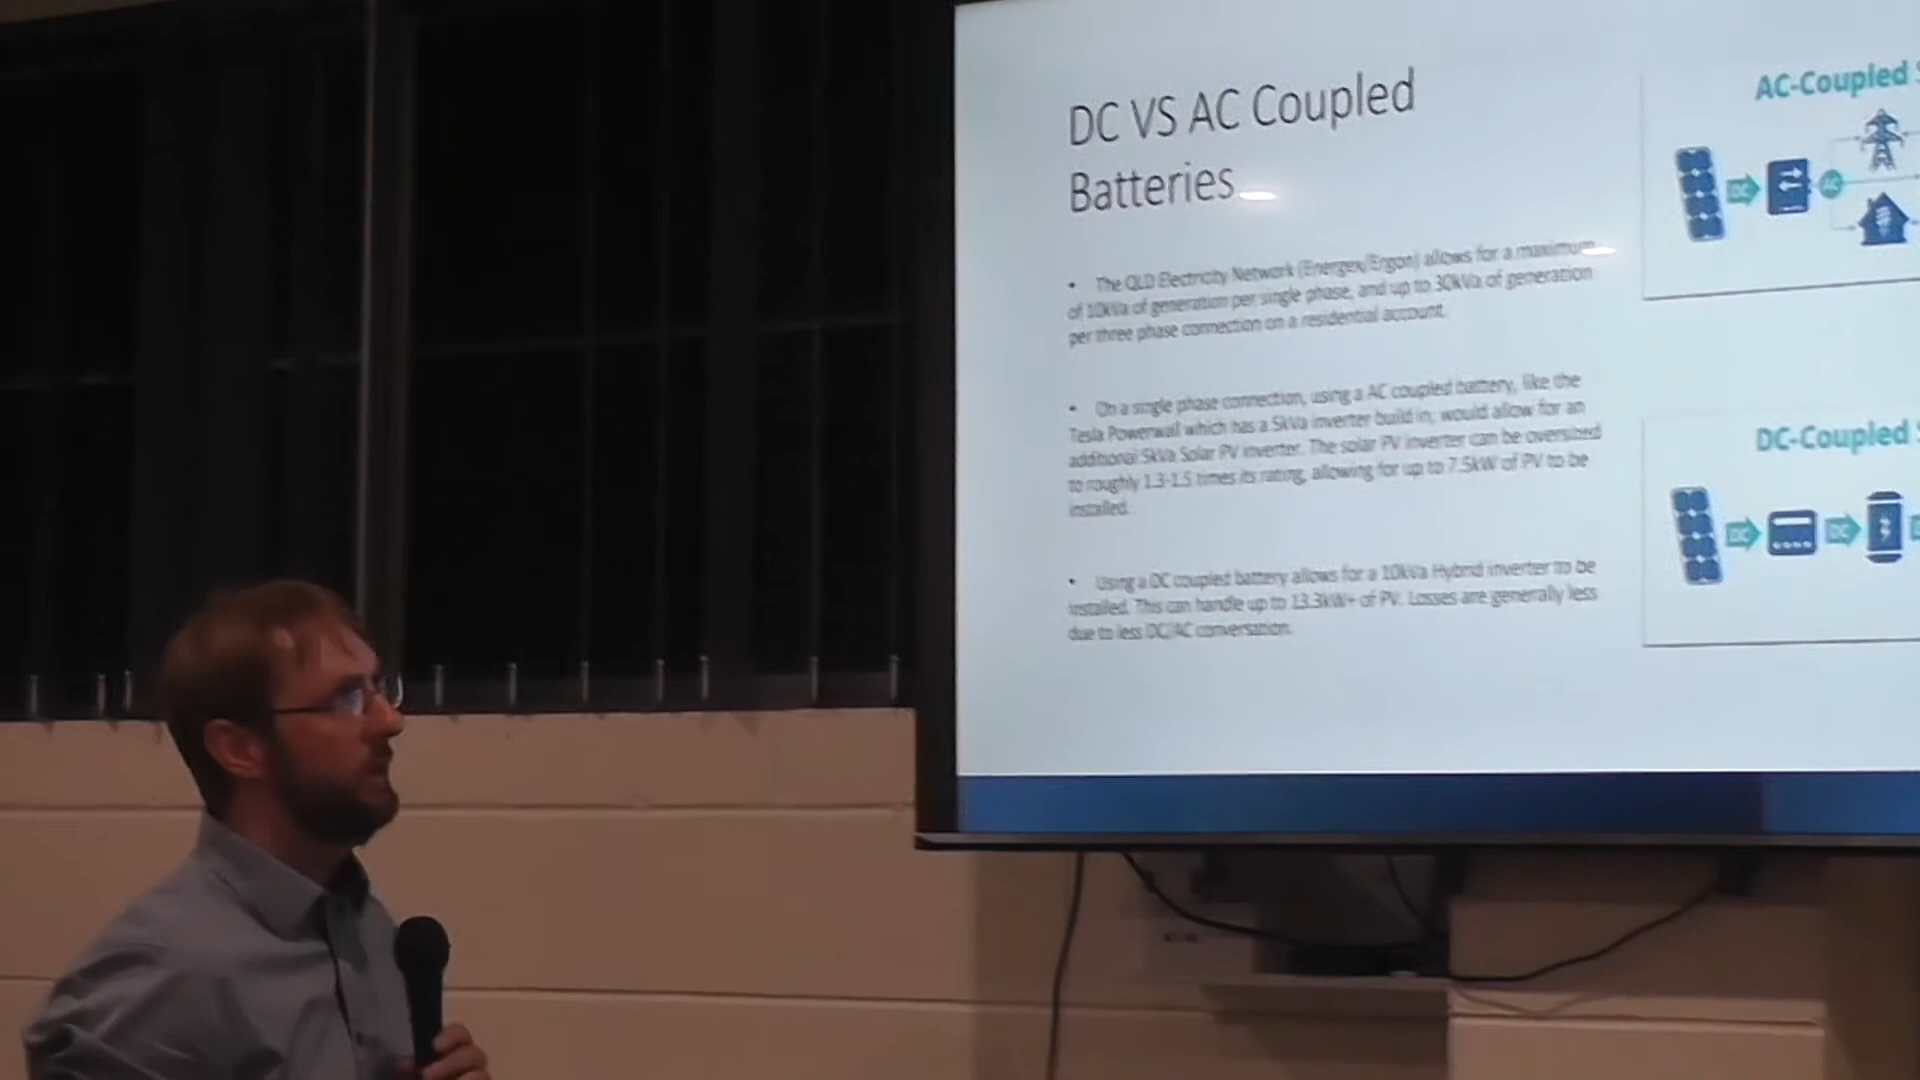 DC VS AC Coupled
Batteries
• The QLD Electricity Network (Energex/Ergon) allows for a maximum
of 10kVa of generation per single phase, and up to 30kVa of generation
per three phase connection on a residential account.
• On a single phase connection, using a AC coupled battery, like the
Tesla Powerwall which has a 5kVa inverter build in, would allow for an
additional 5kVa Solar PV inverter. The solar PV inverter can be oversized
to roughly 1.3-1.5 times its rating, allowing for up to 7.5kW of PV to be
installed.
• Using a DC coupled battery allows for a 10kVa Hybrid inverter to be
installed. This can handle up to 13.3kW+ of PV. Losses are generally less
due to less DC/AC conversation.
AC-Coupled S
DC
AC
DC-Coupled S
DC
DC